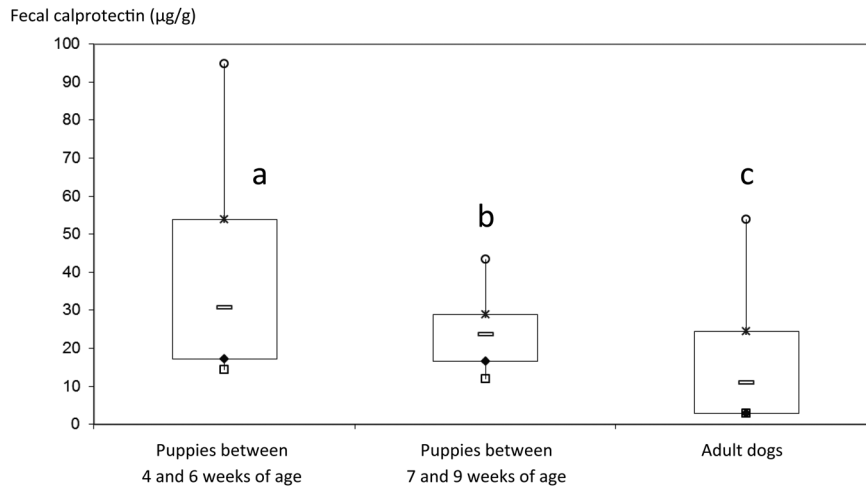 Fecal calprotectin (µg/g)
100
90
80
70
60
50
40
30
20
10
0
a
b
c
Puppies between
4 and 6 weeks of age
Puppies between
7 and 9 weeks of age
Adult dogs